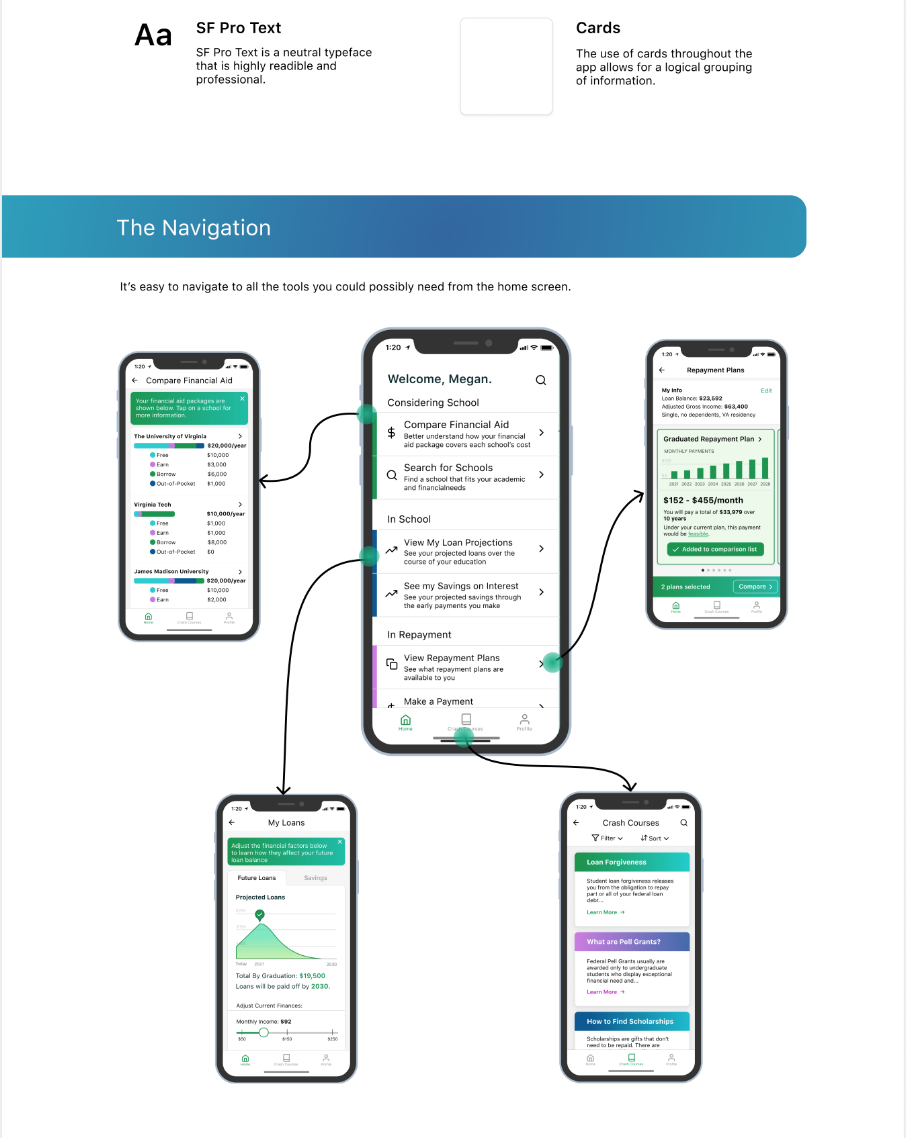 Aa
SF Pro Text
SF Pro Text is a neutral typeface
that is highly readible and
professional.
Cards
The use of cards throughout the
app allows for a logical grouping
of information.
The Navigation
It's easy to navigate to all the tools you could possibly need from the home screen.
1:20
Compare Financial Aid
Your financial aid packages are
shown below. Tap on a school for
more information.
The University of Virginia
$20,000/year
Free $10,000
Earn $3,000
Borrow $6,000
Out-of-Pocket $1,000
Virginia Tech
$10,000/year
Free $1,000
Earn $1,000
Borrow $8,000
Out-of-Pocket $0
James Madison University
$20,000/year
Free $10,000
Earn $2,000
Home Crash Courses Profile
1:20
Welcome, Megan.
Considering School
Compare Financial Aid
Better understand how your financial
aid package covers each school's cost
Search for Schools
Find a school that fits your academic
and financialneeds
In School
View My Loan Projections
See your projected loans over the
course of your education
See my Savings on Interest
See your projected savings through
the early payments you make
In Repayment
View Repayment Plans
See what repayment plans are
available to you
Make a Payment
Home Crash Courses Profile
1:20
Repayment Plans
My Info Edit
Loan Balance: $23,592
Adjusted Gross Income: $63,400
Single, no dependents, VA residency
Graduated Repayment Plan
MONTHLY PAYMENTS
2021 2022 2023 2024 2025 2026 2027 2028
$152 - $455/month
You will pay a total of $33,979 over
10 years
Under your current plan, this payment
would be feasible.
Added to comparison list
2 plans selected Compare
Home Crash Courses Profile
1:20
My Loans
Adjust the financial factors below
to learn how they affect your future
loan balance
Future Loans Savings
Projected Loans
Today 2021 2030
Total By Graduation: $19,500
Loans will be paid off by 2030.
Adjust Current Finances:
Monthly Income: $92
$50 $150 $250
Home Crash Courses Profile
1:20
Crash Courses
Filter Sort
Loan Forgiveness
Student loan forgiveness releases
you from the obligation to repay
part or all of your federal loan
debt...
Learn More →
What are Pell Grants?
Federal Pell Grants usually are
awarded only to undergraduate
students who display exceptional
financial need and...
Learn More →
How to Find Scholarships
Scholarships are gifts that don't
need to be repaid. There are
Home Crash Courses Profile